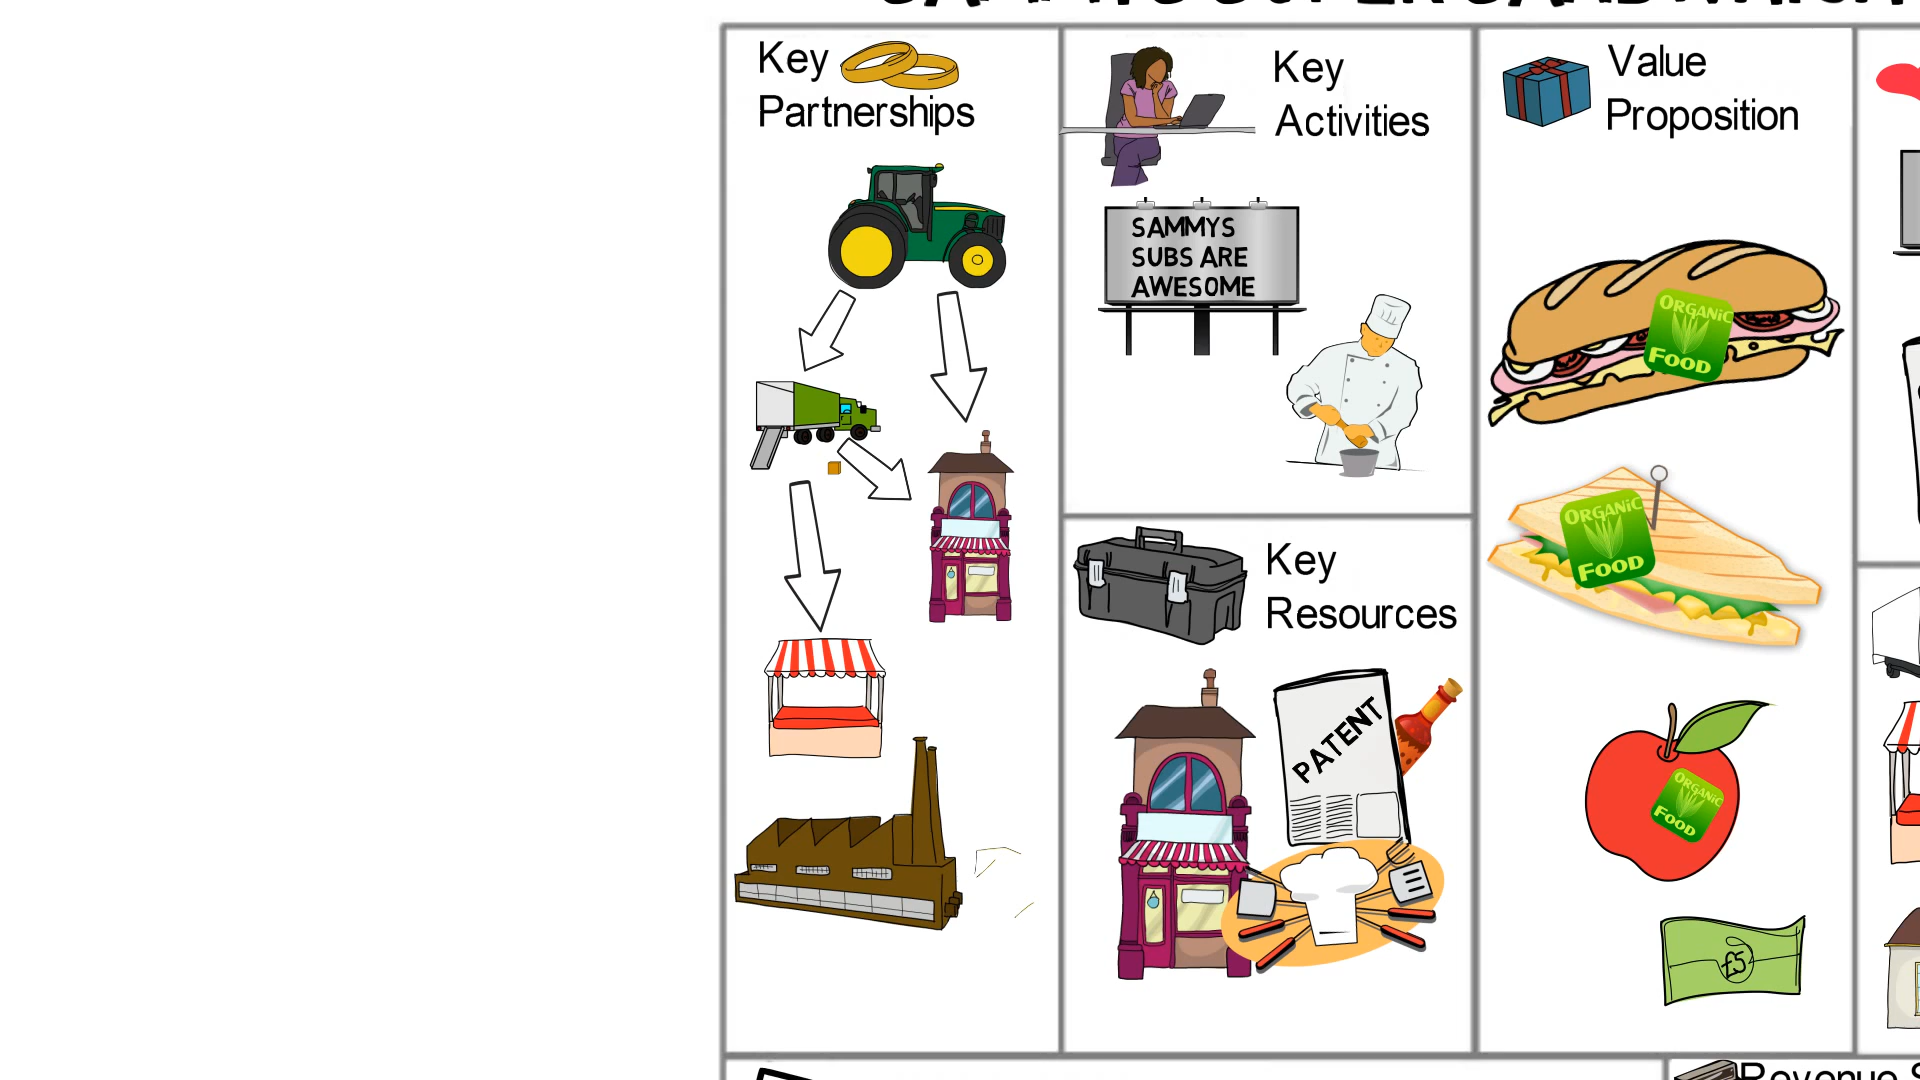 Key
Partnerships
Key
Activities
SAMMYS
SUBS ARE
AWESOME
Key
Resources
PATENT
Value
Proposition
ORGANiC
FOOD
ORGANiC
FOOD
ORGANiC
FOOD
£5
Revenue